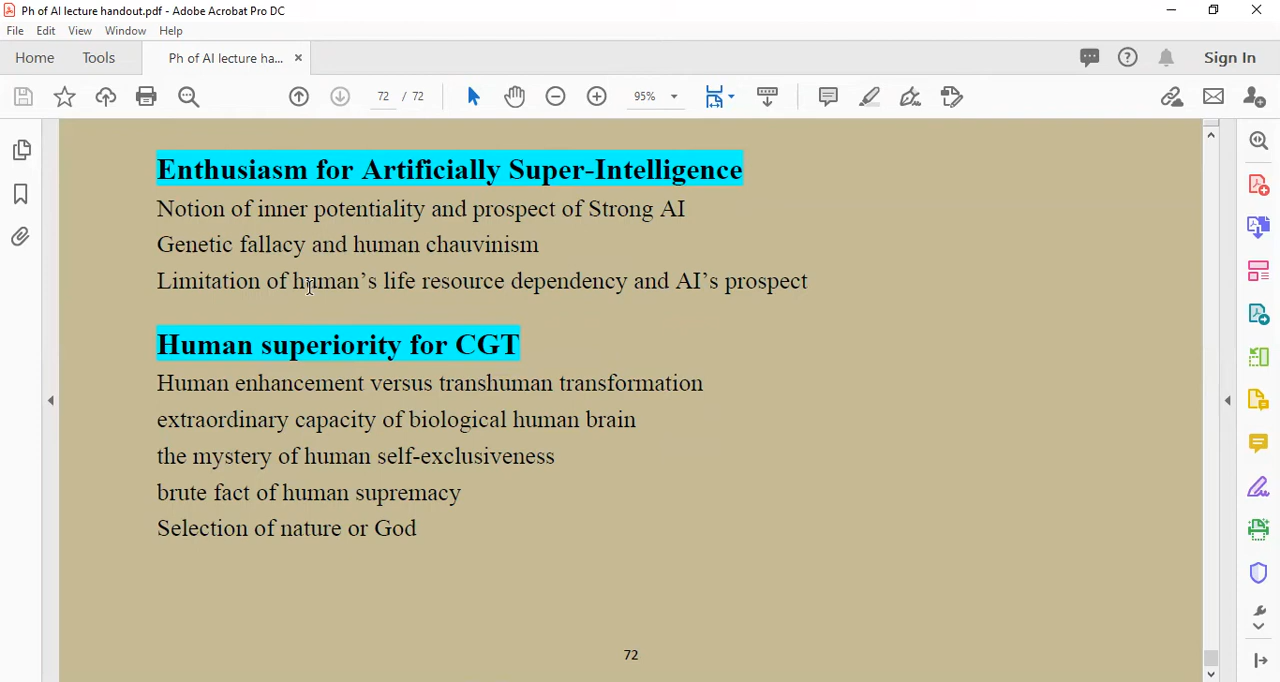 Ph of AI lecture handout.pdf - Adobe Acrobat Pro DC
File Edit View Window Help
Home Tools Ph of AI lecture ha... Sign In
72 / 72 95%
Enthusiasm for Artificially Super-Intelligence
Notion of inner potentiality and prospect of Strong AI
Genetic fallacy and human chauvinism
Limitation of human’s life resource dependency and AI’s prospect
Human superiority for CGT
Human enhancement versus transhuman transformation
extraordinary capacity of biological human brain
the mystery of human self-exclusiveness
brute fact of human supremacy
Selection of nature or God
72